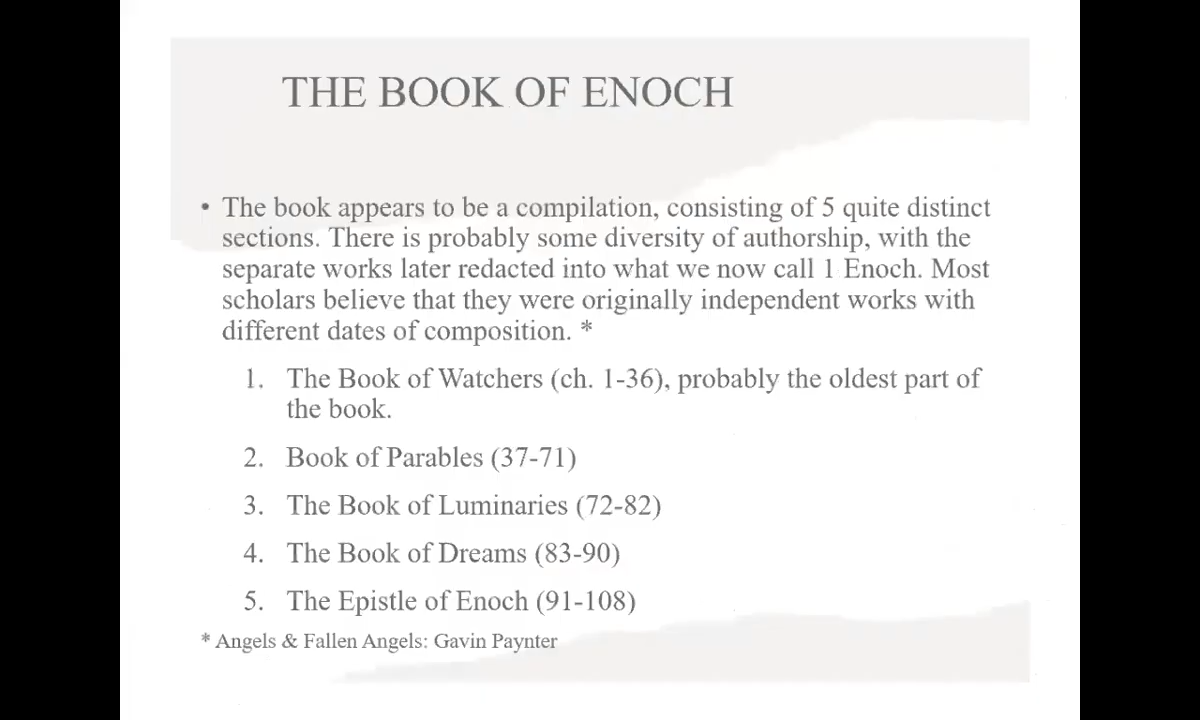 THE BOOK OF ENOCH
• The book appears to be a compilation, consisting of 5 quite distinct
sections. There is probably some diversity of authorship, with the
separate works later redacted into what we now call 1 Enoch. Most
scholars believe that they were originally independent works with
different dates of composition. *
1. The Book of Watchers (ch. 1-36), probably the oldest part of
the book.
2. Book of Parables (37-71)
3. The Book of Luminaries (72-82)
4. The Book of Dreams (83-90)
5. The Epistle of Enoch (91-108)
* Angels & Fallen Angels: Gavin Paynter